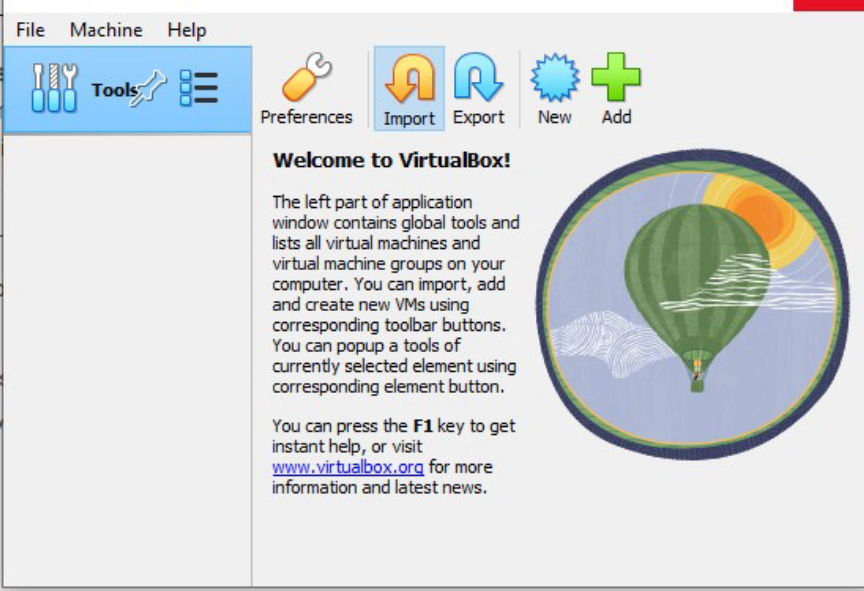 File Machine Help
Tools
Preferences Import Export New Add
Welcome to VirtualBox!
The left part of application
window contains global tools and
lists all virtual machines and
virtual machine groups on your
computer. You can import, add
and create new VMs using
corresponding toolbar buttons.
You can popup a tools of
currently selected element using
corresponding element button.
You can press the F1 key to get
instant help, or visit
www.virtualbox.org for more
information and latest news.